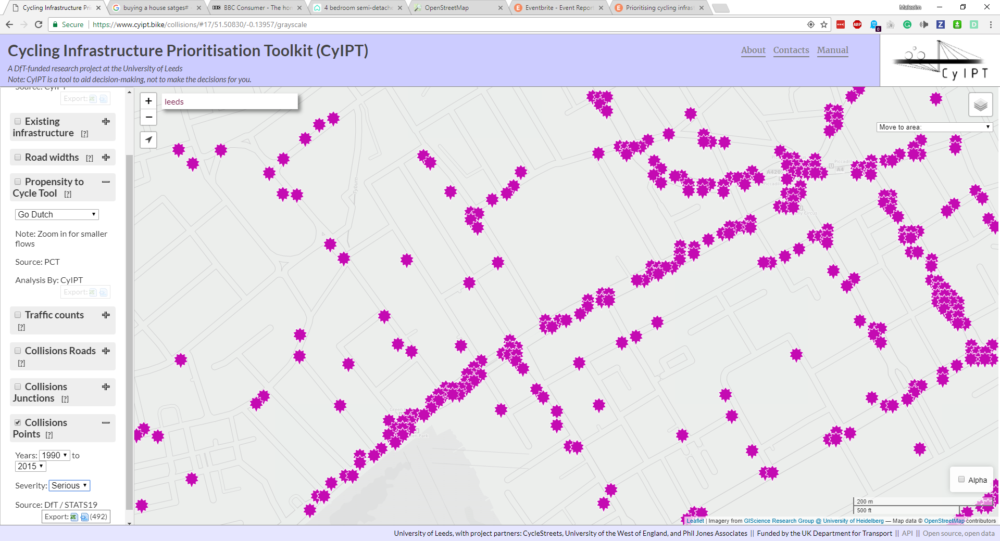 Cycling Infrastructure Pri
buying a house satges#
BBC Consumer - The hor
4 bedroom semi-detache
OpenStreetMap
Eventbrite - Event Report
Prioritising cycling infras
Malcolm
Secure
https://www.cyipt.bike/collisions/#17/51.50830/-0.13957/grayscale
Cycling Infrastructure Prioritisation Toolkit (CyIPT)
A DfT-funded research project at the University of Leeds
Note: CyIPT is a tool to aid decision-making, not to make the decisions for you.
About Contacts Manual
CyIPT
Source: CyIPT
Export:
Existing
infrastructure [?]
Road widths [?]
Propensity to
Cycle Tool [?]
Go Dutch
Note: Zoom in for smaller
flows
Source: PCT
Analysis By: CyIPT
Export:
Traffic counts
[?]
Collisions Roads
[?]
Collisions
Junctions [?]
Collisions
Points [?]
Years: 1990 to
2015
Severity: Serious
Source: DfT / STATS19
Export: (492)
+
leeds
−
Move to area:
Tyburn
A420
A4
Alpha
200 m
500 ft
Leaflet | Imagery from GIScience Research Group @ University of Heidelberg — Map data © OpenStreetMap contributors
University of Leeds, with project partners: CycleStreets, University of the West of England, and Phil Jones Associates || Funded by the UK Department for Transport || API || Open source, open data